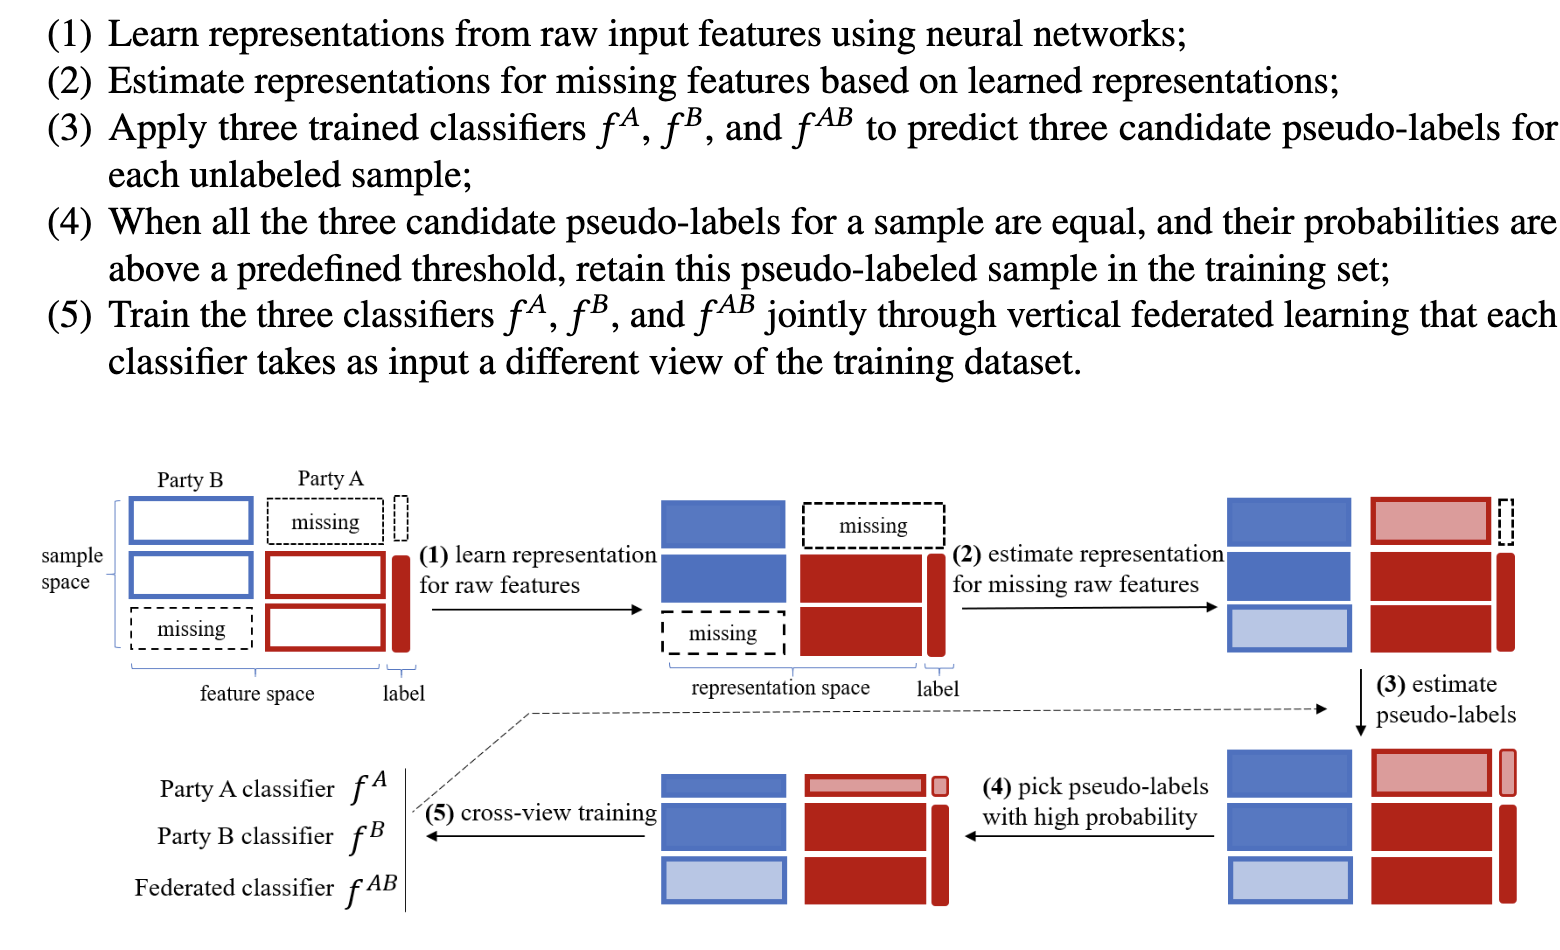 (1) Learn representations from raw input features using neural networks;
(2) Estimate representations for missing features based on learned representations;
(3) Apply three trained classifiers f^A, f^B, and f^AB to predict three candidate pseudo-labels for
each unlabeled sample;
(4) When all the three candidate pseudo-labels for a sample are equal, and their probabilities are
above a predefined threshold, retain this pseudo-labeled sample in the training set;
(5) Train the three classifiers f^A, f^B, and f^AB jointly through vertical federated learning that each
classifier takes as input a different view of the training dataset.
Party B
Party A
missing
sample
space
missing
feature space
label
(1) learn representation
for raw features
missing
missing
representation space
label
(2) estimate representation
for missing raw features
(3) estimate
pseudo-labels
(4) pick pseudo-labels
with high probability
(5) cross-view training
Party A classifier f^A
Party B classifier f^B
Federated classifier f^AB